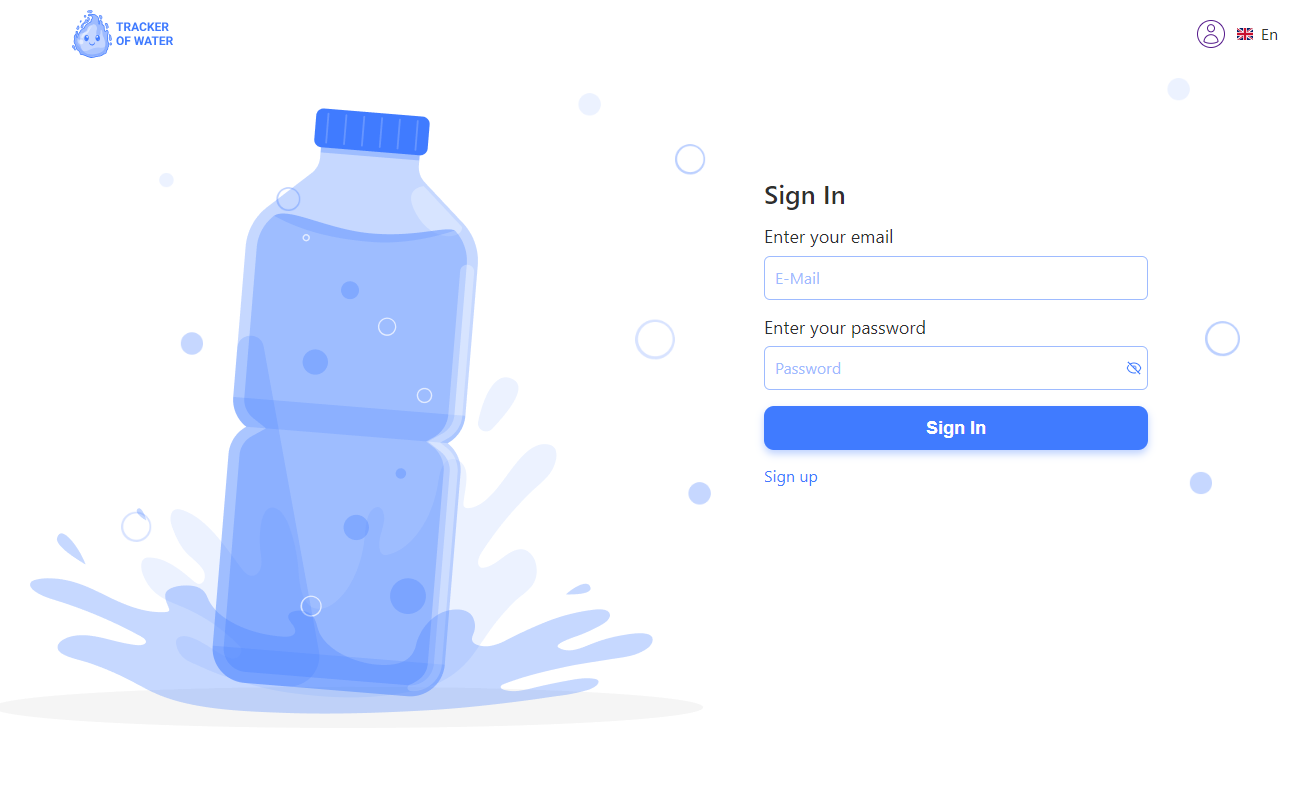 TRACKER
OF WATER
En
Sign In
Enter your email
E-Mail
Enter your password
Password
Sign In
Sign up